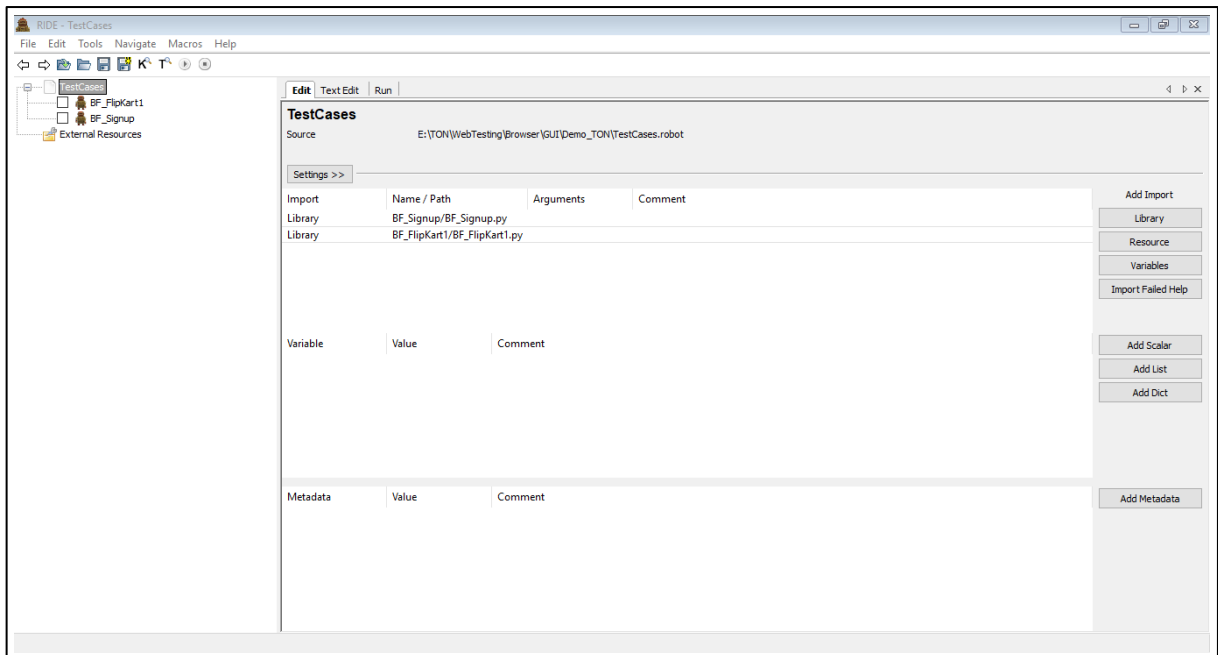 RIDE - TestCases
File Edit Tools Navigate Macros Help
TestCases
BF_FlipKart1
BF_Signup
External Resources
Edit Text Edit Run
TestCases
Source E:\TON\WebTesting\Browser\GUI\Demo_TON\TestCases.robot
Settings >>
Import Name / Path Arguments Comment Add Import
Library BF_Signup/BF_Signup.py Library
Library BF_FlipKart1/BF_FlipKart1.py
Resource
Variables
Import Failed Help
Variable Value Comment Add Scalar
Add List
Add Dict
Metadata Value Comment Add Metadata